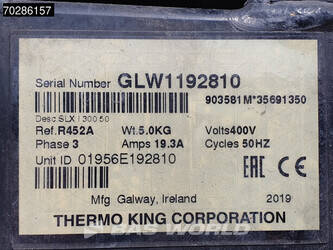 70286157
Serial Number GLW1192810
903581M*35691350
Desc.SLX I 300 50
Ref.R452A Wt.5.0KG Volts400V
Phase 3 Amps 19.3A Cycles 50HZ
Unit ID 01956E192810 EAC CE
Mfg Galway, Ireland 2019
THERMO KING CORPORATION
BAS WORLD